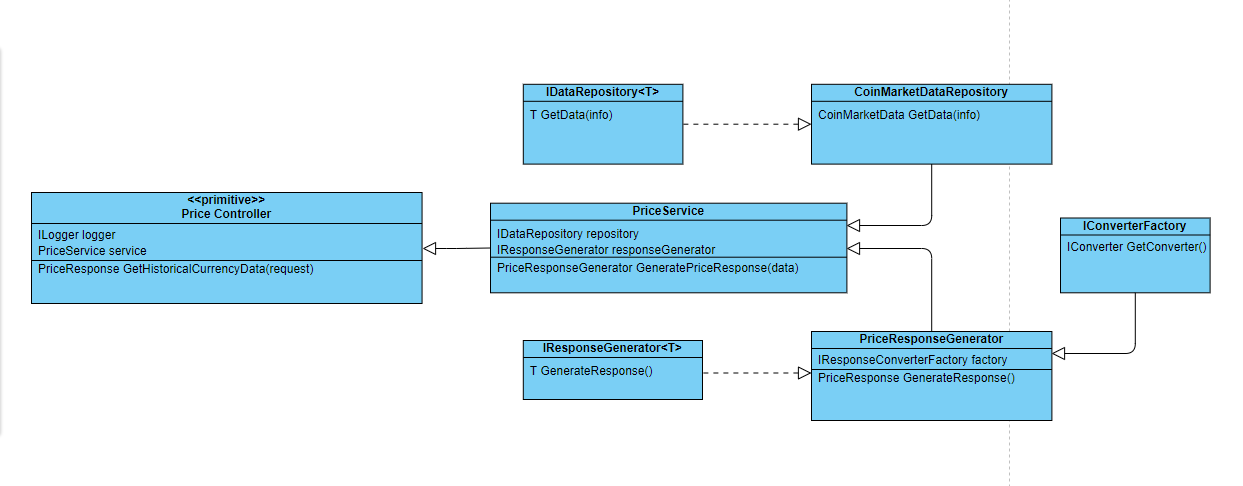 IDataRepository<T>
T GetData(info)
CoinMarketDataRepository
CoinMarketData GetData(info)
<<primitive>>
Price Controller
ILogger logger
PriceService service
PriceResponse GetHistoricalCurrencyData(request)
PriceService
IDataRepository repository
IResponseGenerator responseGenerator
PriceResponseGenerator GeneratePriceResponse(data)
IConverterFactory
IConverter GetConverter()
IResponseGenerator<T>
T GenerateResponse()
PriceResponseGenerator
IResponseConverterFactory factory
PriceResponse GenerateResponse()